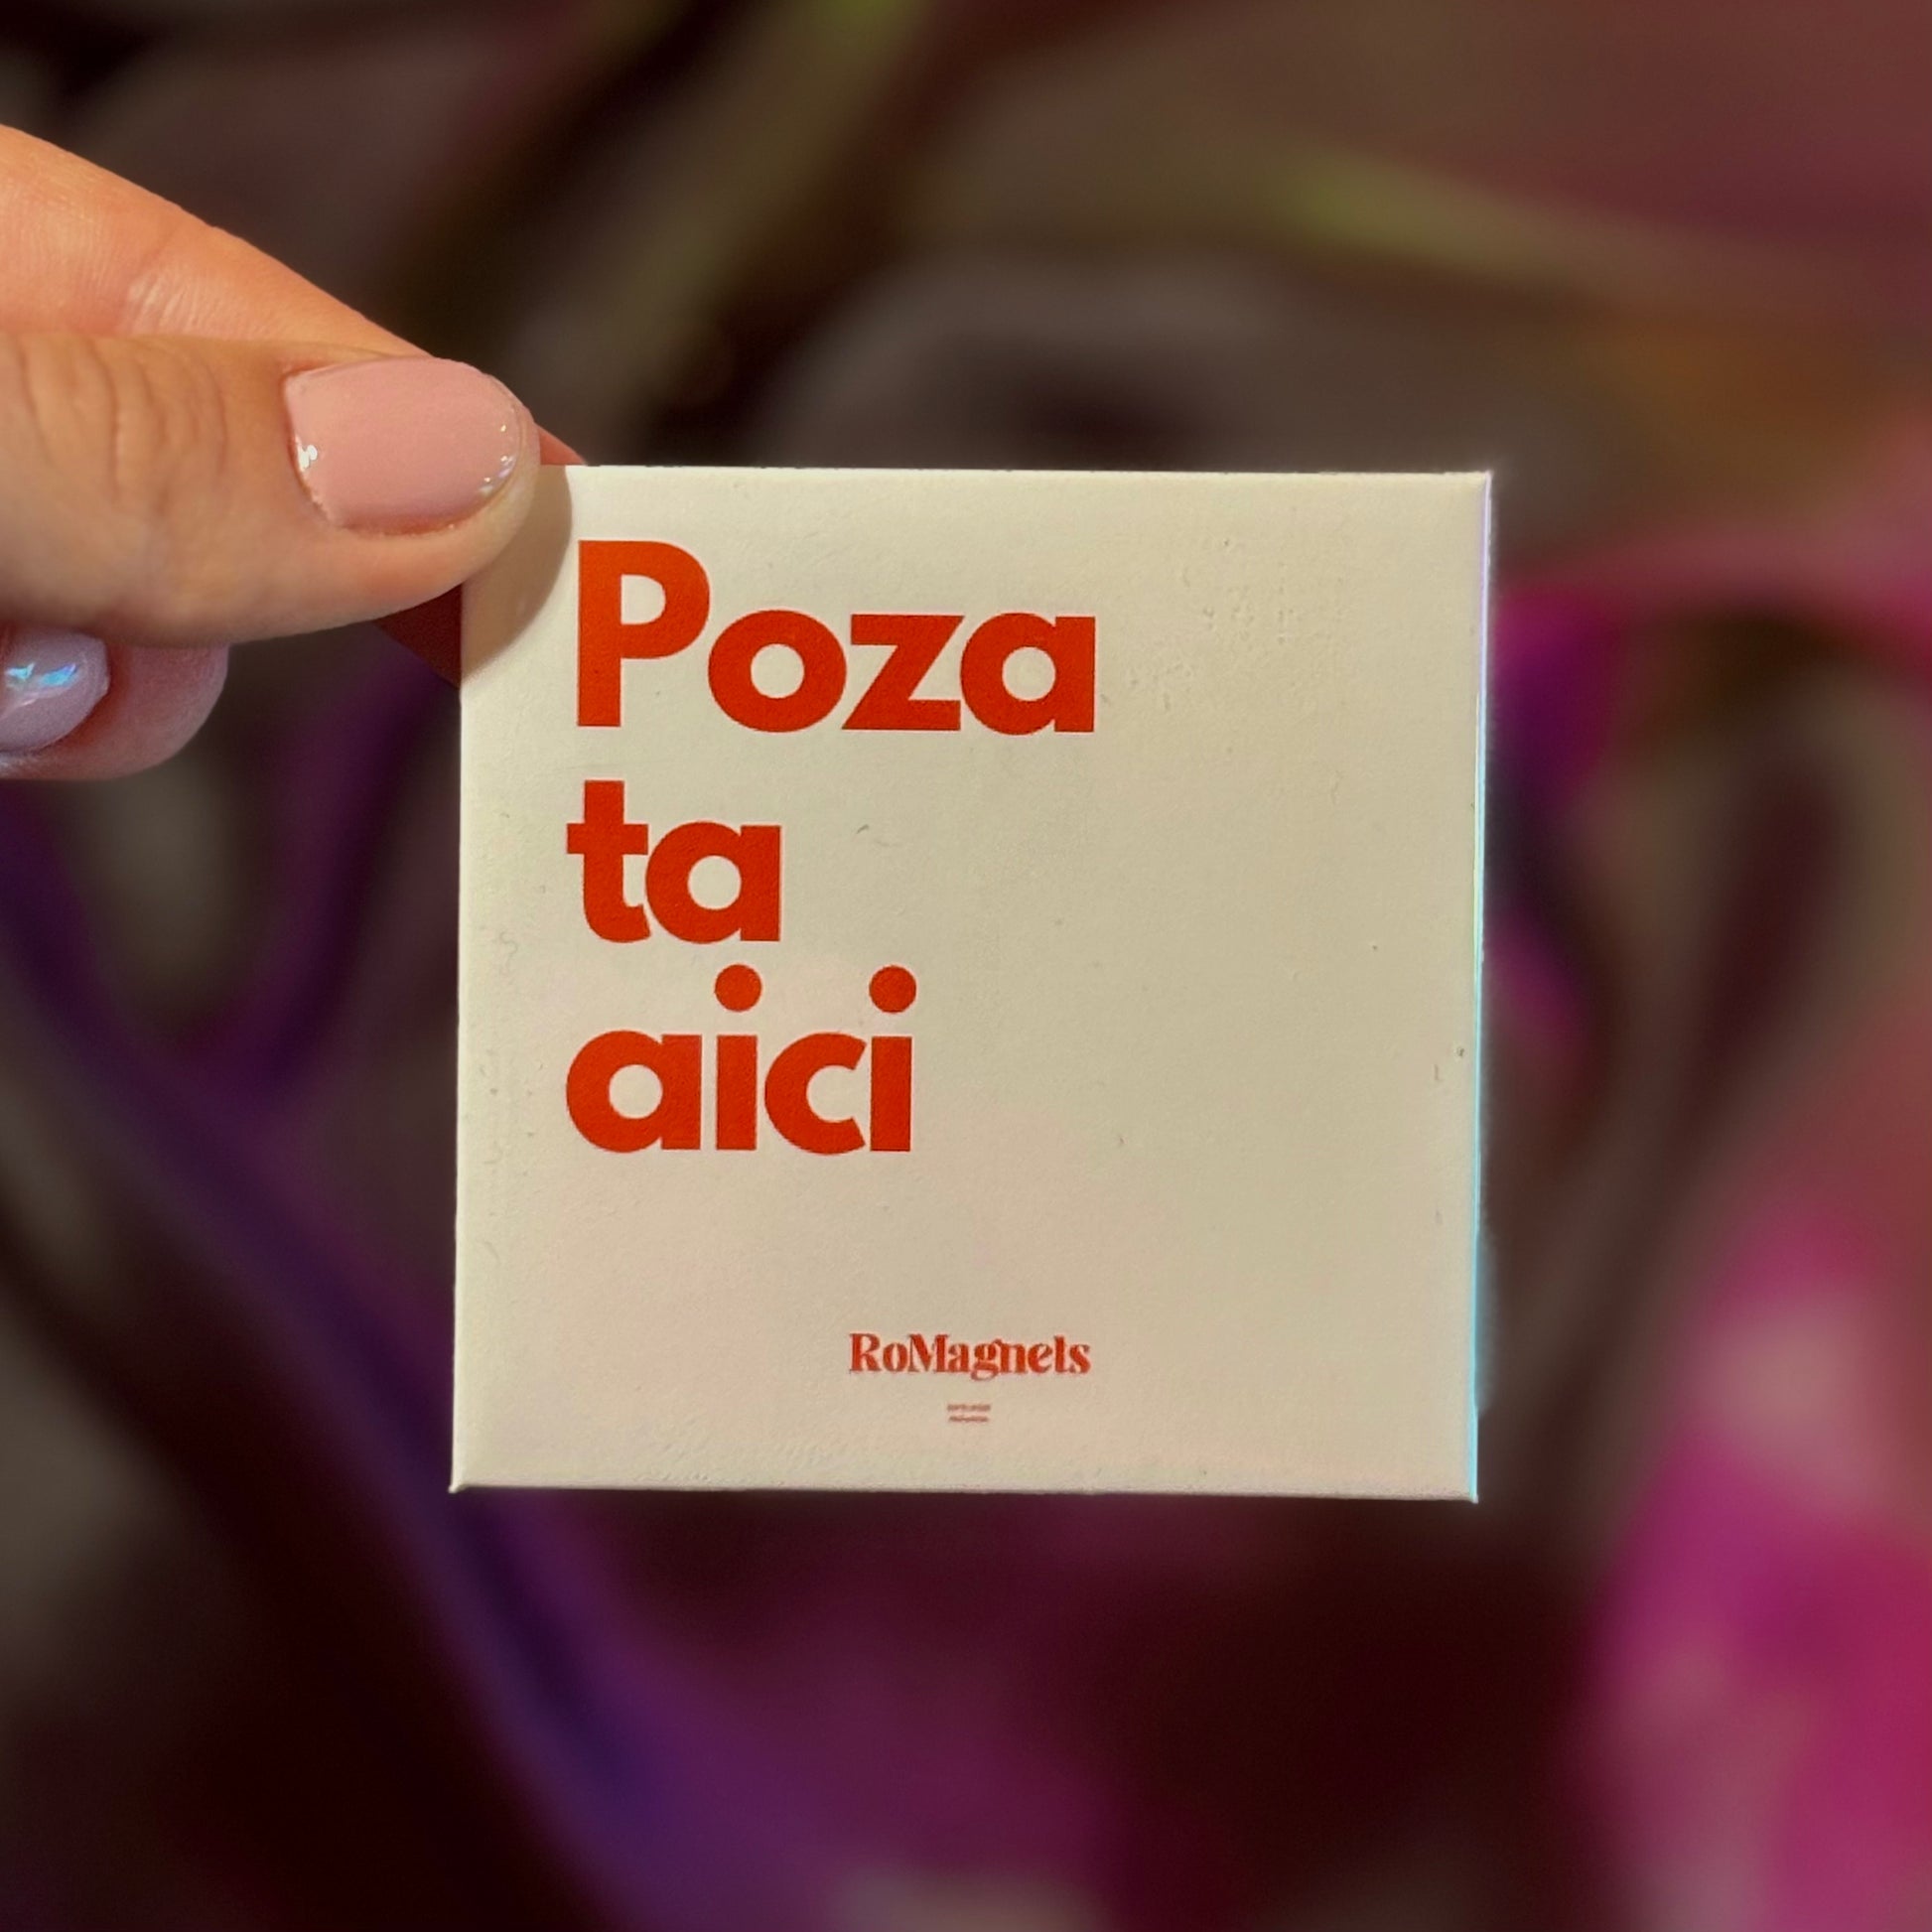 Poza
ta
aici
RoMagnets